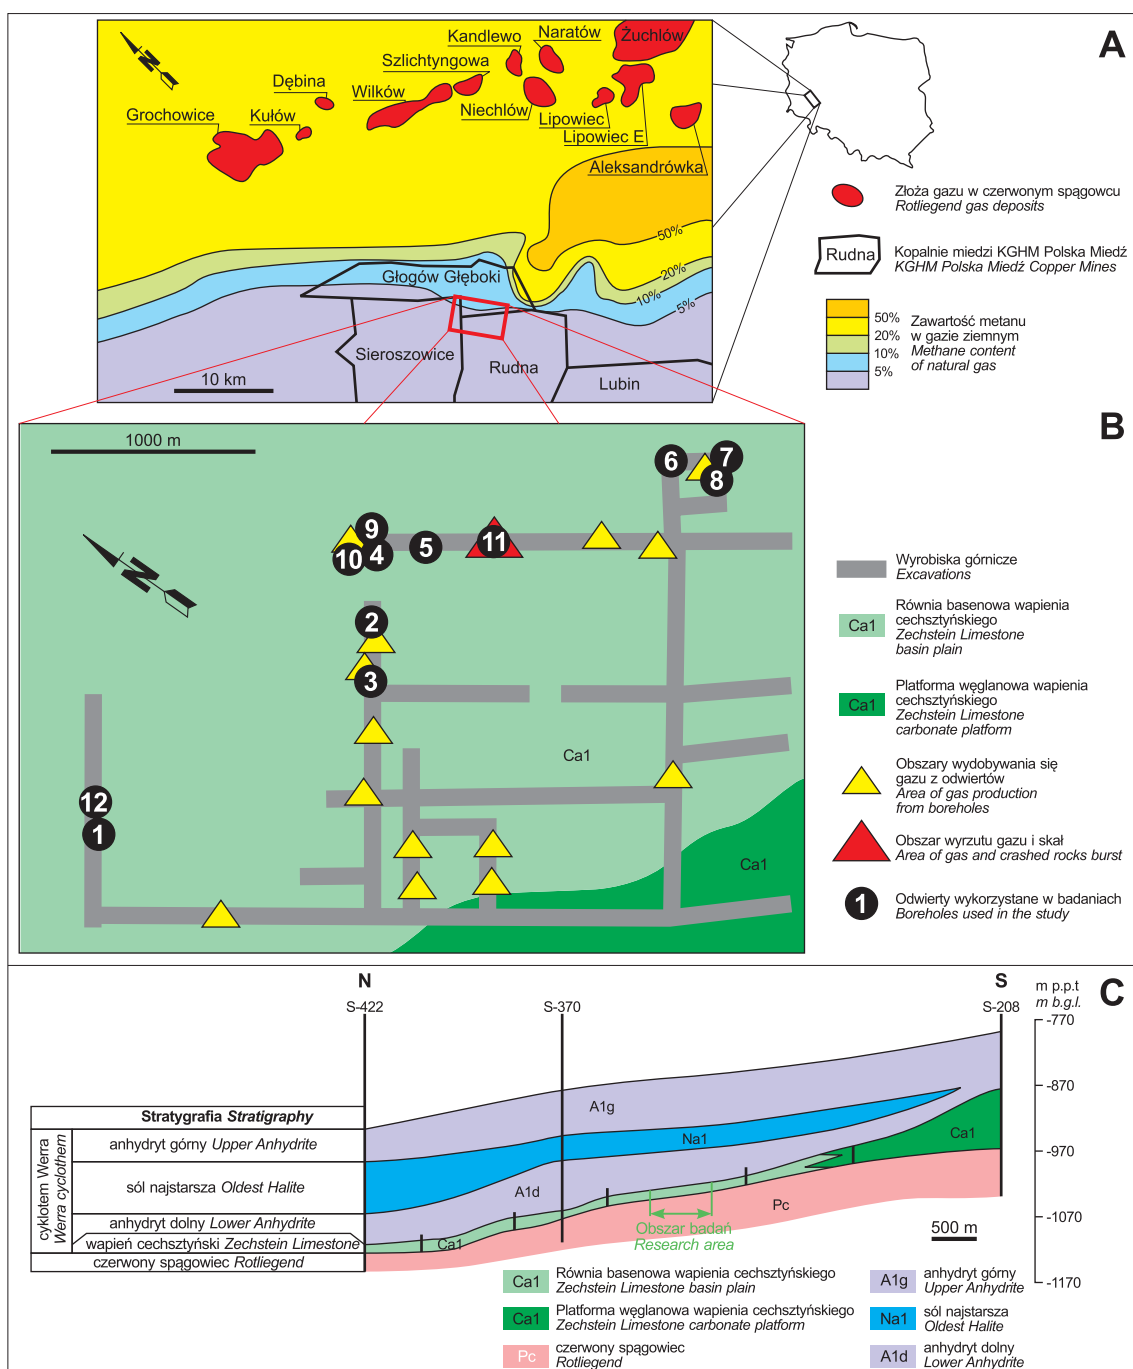 A
N
Kandlewo
Naratów
Żuchlów
Szlichtyngowa
Dębina
Wilków
Grochowice
Kułów
Niechlów
Lipowiec
Lipowiec E
Aleksandrówka
50%
20%
10%
5%
Głogów Głęboki
Sieroszowice
Rudna
Lubin
10 km
Złoża gazu w czerwonym spągowcu
Rotliegend gas deposits
Rudna
Kopalnie miedzi KGHM Polska Miedź
KGHM Polska Miedź Copper Mines
50%
20%
10%
5%
Zawartość metanu
w gazie ziemnym
Methane content
of natural gas
B
1000 m
N
6
7
8
9
10
4
5
11
2
3
12
1
Ca1
Ca1
Wyrobiska górnicze
Excavations
Ca1
Równia basenowa wapienia
cechsztyńskiego
Zechstein Limestone
basin plain
Ca1
Platforma węglanowa wapienia
cechsztyńskiego
Zechstein Limestone
carbonate platform
Obszary wydobywania się
gazu z odwiertów
Area of gas production
from boreholes
Obszar wyrzutu gazu i skał
Area of gas and crashed rocks burst
1
Odwierty wykorzystane w badaniach
Boreholes used in the study
C
N
S
S-422
S-370
S-208
m p.p.t
m b.g.l.
-770
-870
-970
-1070
-1170
Stratygrafia Stratigraphy
cyklotem Werra
Werra cyclothem
anhydryt górny Upper Anhydrite
sól najstarsza Oldest Halite
anhydryt dolny Lower Anhydrite
wapień cechsztyński Zechstein Limestone
czerwony spągowiec Rotliegend
A1g
Na1
A1d
Ca1
Ca1
Pc
Obszar badań
Research area
500 m
Ca1
Równia basenowa wapienia cechsztyńskiego
Zechstein Limestone basin plain
Ca1
Platforma węglanowa wapienia cechsztyńskiego
Zechstein Limestone carbonate platform
Pc
czerwony spągowiec
Rotliegend
A1g
anhydryt górny
Upper Anhydrite
Na1
sól najstarsza
Oldest Halite
A1d
anhydryt dolny
Lower Anhydrite